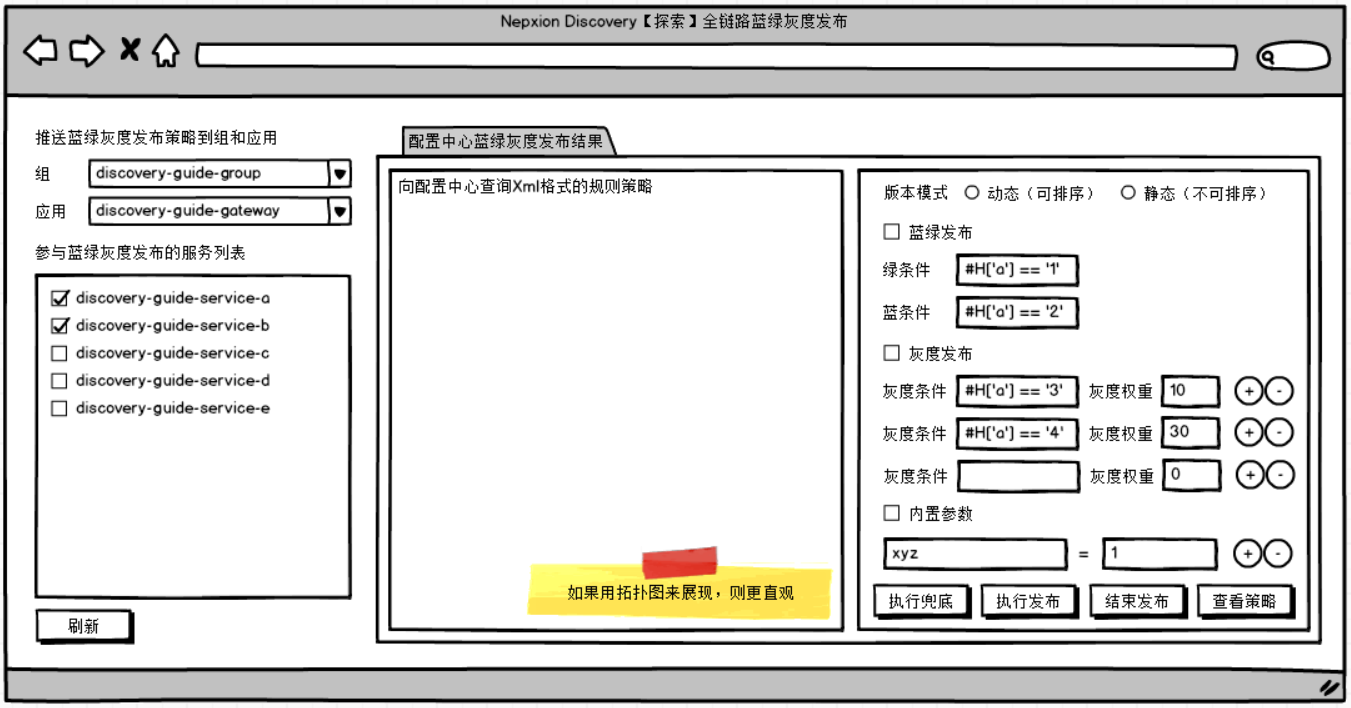 Nepxion Discovery【探索】全链路蓝绿灰度发布
推送蓝绿灰度发布策略到组和应用
组 discovery-guide-group
应用 discovery-guide-gateway
参与蓝绿灰度发布的服务列表
discovery-guide-service-a
discovery-guide-service-b
discovery-guide-service-c
discovery-guide-service-d
discovery-guide-service-e
刷新
配置中心蓝绿灰度发布结果
向配置中心查询Xml格式的规则策略
如果用拓扑图来展现，则更直观
版本模式 动态（可排序） 静态（不可排序）
蓝绿发布
绿条件 #H['a'] == '1'
蓝条件 #H['a'] == '2'
灰度发布
灰度条件 #H['a'] == '3' 灰度权重 10 + -
灰度条件 #H['a'] == '4' 灰度权重 30 + -
灰度条件 灰度权重 0 + -
内置参数
xyz = 1 + -
执行兜底 执行发布 结束发布 查看策略